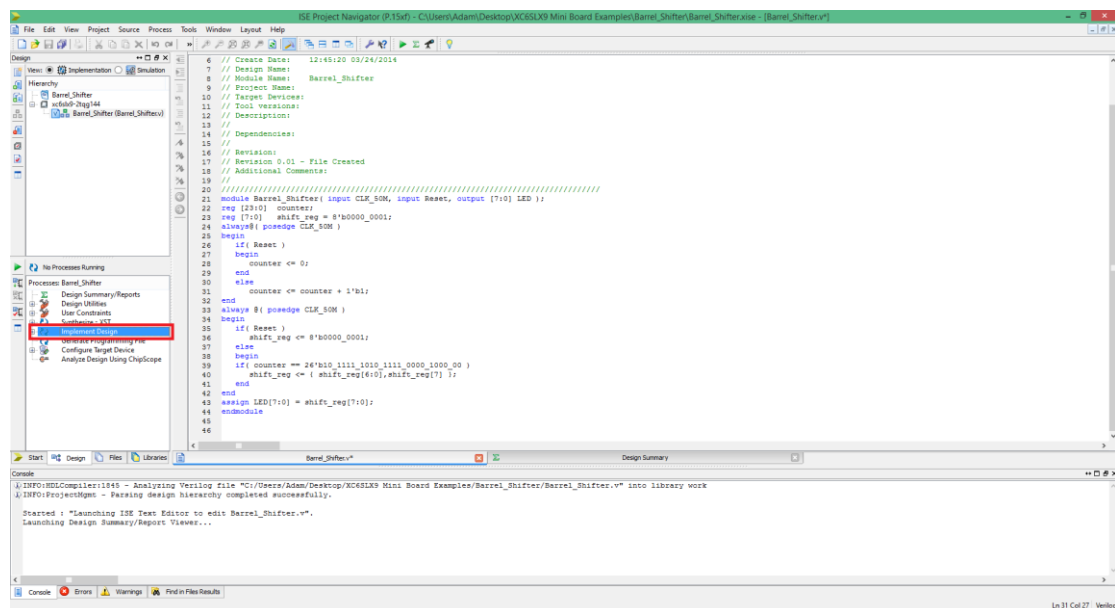 ISE Project Navigator (P.15xf) - C:\Users\Adam\Desktop\XC6SLX9 Mini Board Examples\Barrel_Shifter\Barrel_Shifter.xise - [Barrel_Shifter.v*]
File Edit View Project Source Process Tools Window Layout Help
Design
View: Implementation Simulation
Hierarchy
Barrel_Shifter
xc6slx9-2tqg144
Barrel_Shifter (Barrel_Shifter.v)
No Processes Running
Processes: Barrel_Shifter
Design Summary/Reports
Design Utilities
User Constraints
Synthesize - XST
Implement Design
Generate Programming File
Configure Target Device
Analyze Design Using ChipScope
Start Design Files Libraries
6 // Create Date: 12:45:20 03/24/2014
7 // Design Name:
8 // Module Name: Barrel_Shifter
9 // Project Name:
10 // Target Devices:
11 // Tool versions:
12 // Description:
13 //
14 // Dependencies:
15 //
16 // Revision:
17 // Revision 0.01 - File Created
18 // Additional Comments:
19 //
20 //////////////////////////////////////////////////////////////////////////////////
21 module Barrel_Shifter( input CLK_50M, input Reset, output [7:0] LED );
22 reg [23:0] counter;
23 reg [7:0] shift_reg = 8'b0000_0001;
24 always@( posedge CLK_50M )
25 begin
26 if( Reset )
27 begin
28 counter <= 0;
29 end
30 else
31 counter <= counter + 1'b1;
32 end
33 always @( posedge CLK_50M )
34 begin
35 if( Reset )
36 shift_reg <= 8'b0000_0001;
37 else
38 begin
39 if( counter == 26'b10_1111_1010_1111_0000_1000_00 )
40 shift_reg <= { shift_reg[6:0],shift_reg[7] };
41 end
42 end
43 assign LED[7:0] = shift_reg[7:0];
44 endmodule
45
46
Barrel_Shifter.v* Design Summary
Console
INFO:HDLCompiler:1845 - Analyzing Verilog file "C:/Users/Adam/Desktop/XC6SLX9 Mini Board Examples/Barrel_Shifter/Barrel_Shifter.v" into library work
INFO:ProjectMgmt - Parsing design hierarchy completed successfully.
Started : "Launching ISE Text Editor to edit Barrel_Shifter.v".
Launching Design Summary/Report Viewer...
Console Errors Warnings Find in Files Results
Ln 31 Col 27 Verilog